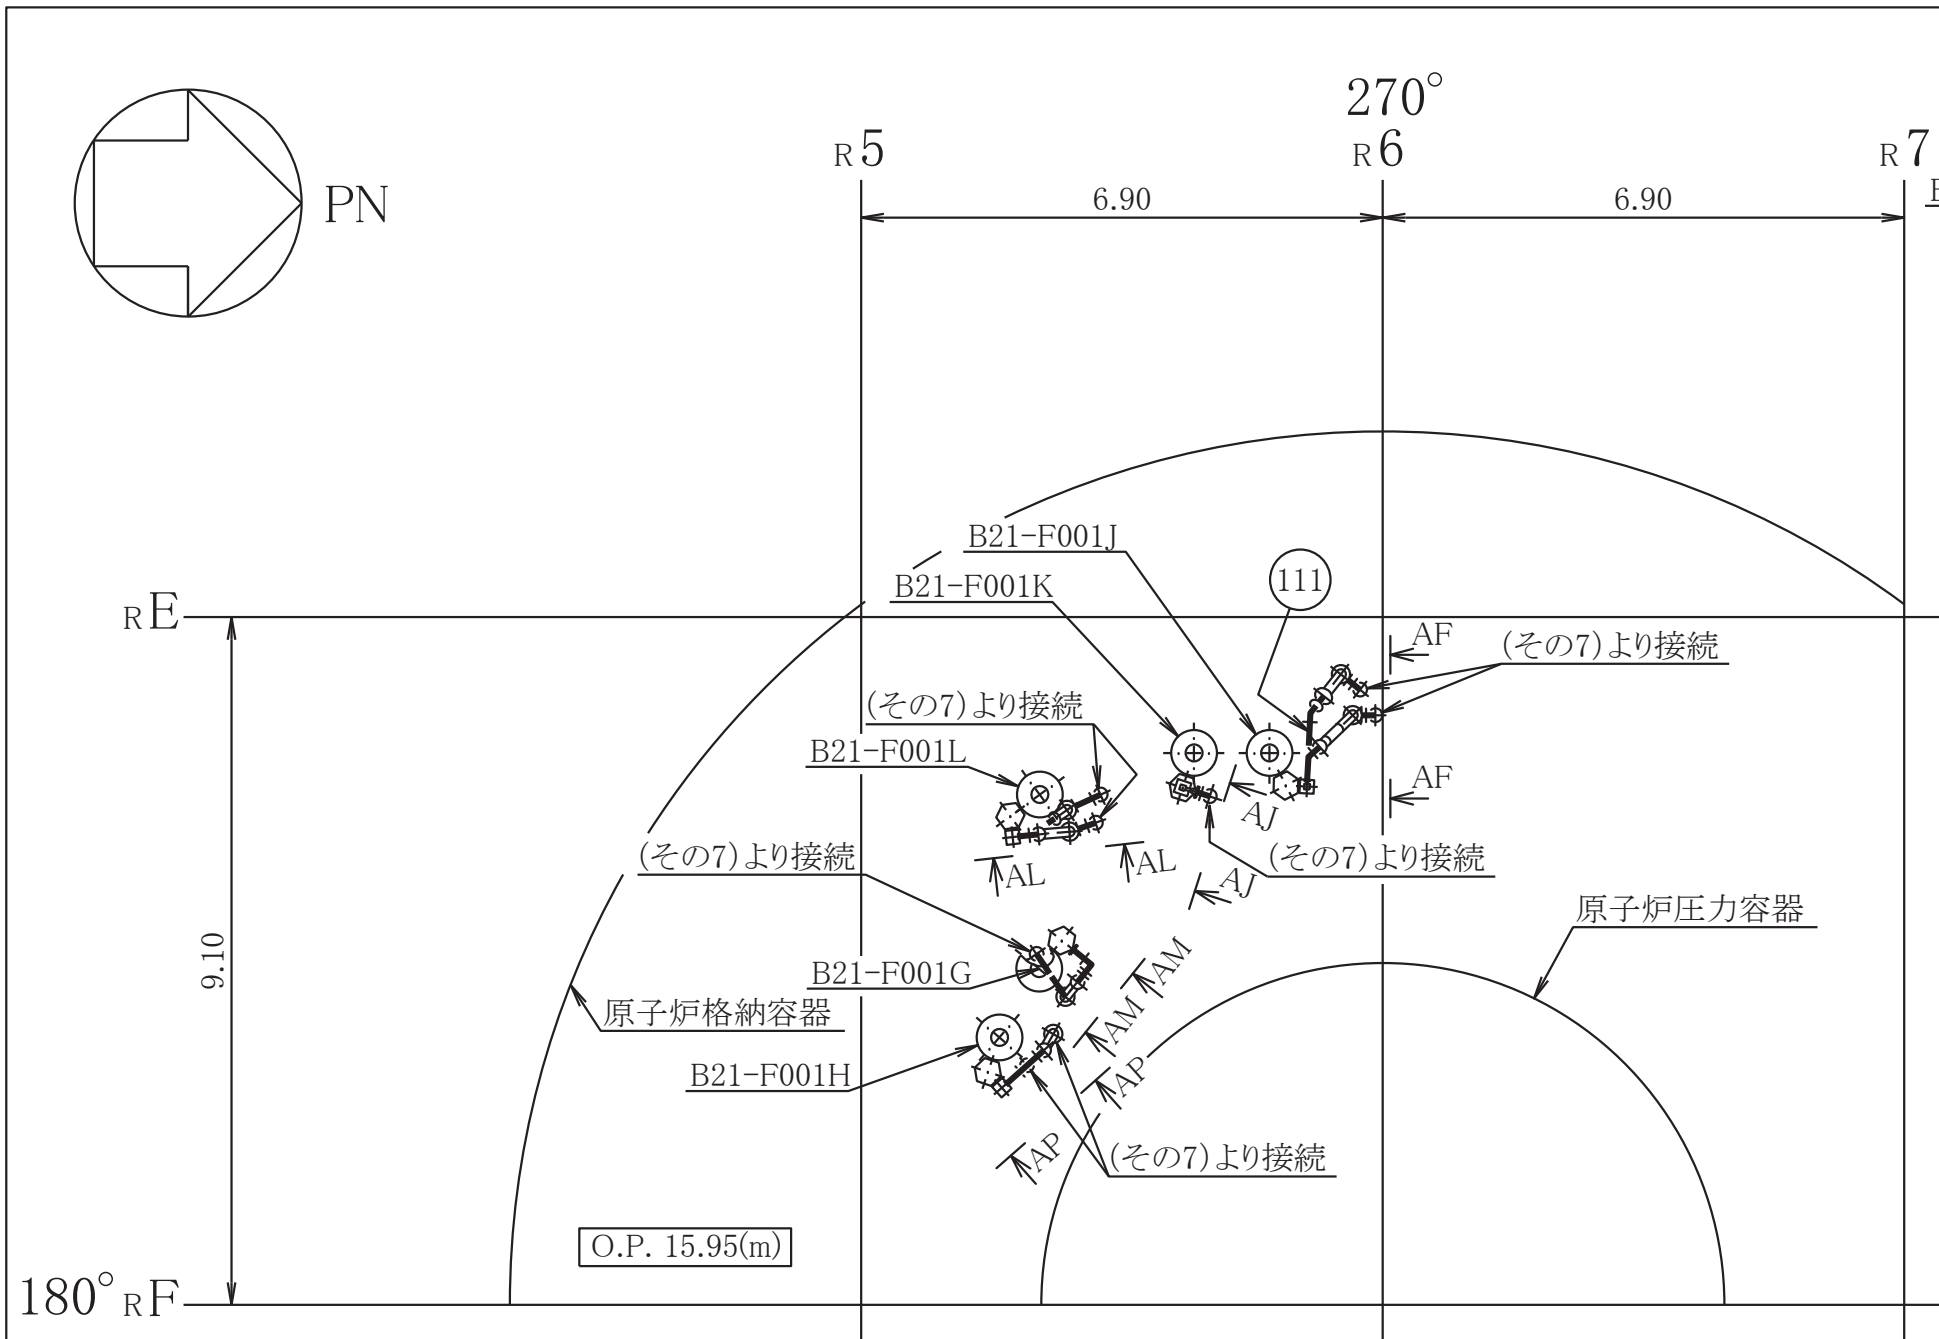 270°
R5
R6
R7
PN
6.90
6.90
B21-F001J
B21-F001K
111
RE
AF
(その7)より接続
(その7)より接続
B21-F001L
AF
AJ
(その7)より接続
(その7)より接続
AL
AL
AJ
原子炉圧力容器
9.10
B21-F001G
AM
原子炉格納容器
AM
B21-F001H
AP
AP
(その7)より接続
O.P. 15.95(m)
180° RF